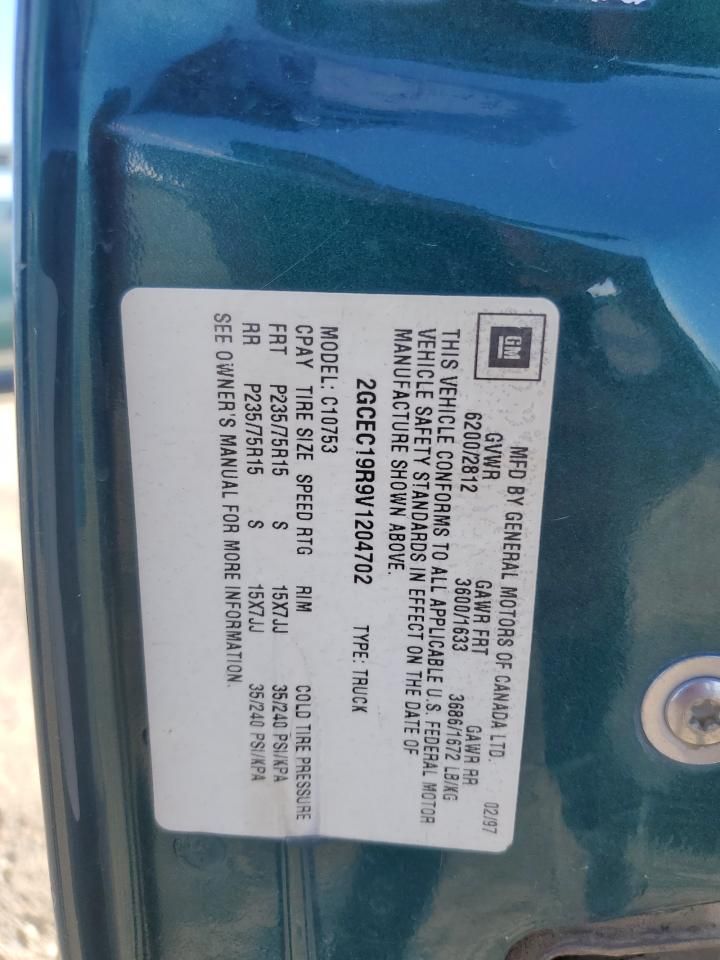 GM
MFD BY GENERAL MOTORS OF CANADA LTD.
02/97
GVWR GAWR FRT GAWR RR
6200/2812 3600/1633 3686/1672 LB/KG
THIS VEHICLE CONFORMS TO ALL APPLICABLE U.S. FEDERAL MOTOR
VEHICLE SAFETY STANDARDS IN EFFECT ON THE DATE OF
MANUFACTURE SHOWN ABOVE.
2GCEC19R9V1204702 TYPE: TRUCK
MODEL: C10753
CPAY TIRE SIZE SPEED RTG RIM COLD TIRE PRESSURE
FRT P235/75R15 S 15X7JJ 35/240 PSI/KPA
RR P235/75R15 S 15X7JJ 35/240 PSI/KPA
SEE OWNER'S MANUAL FOR MORE INFORMATION.